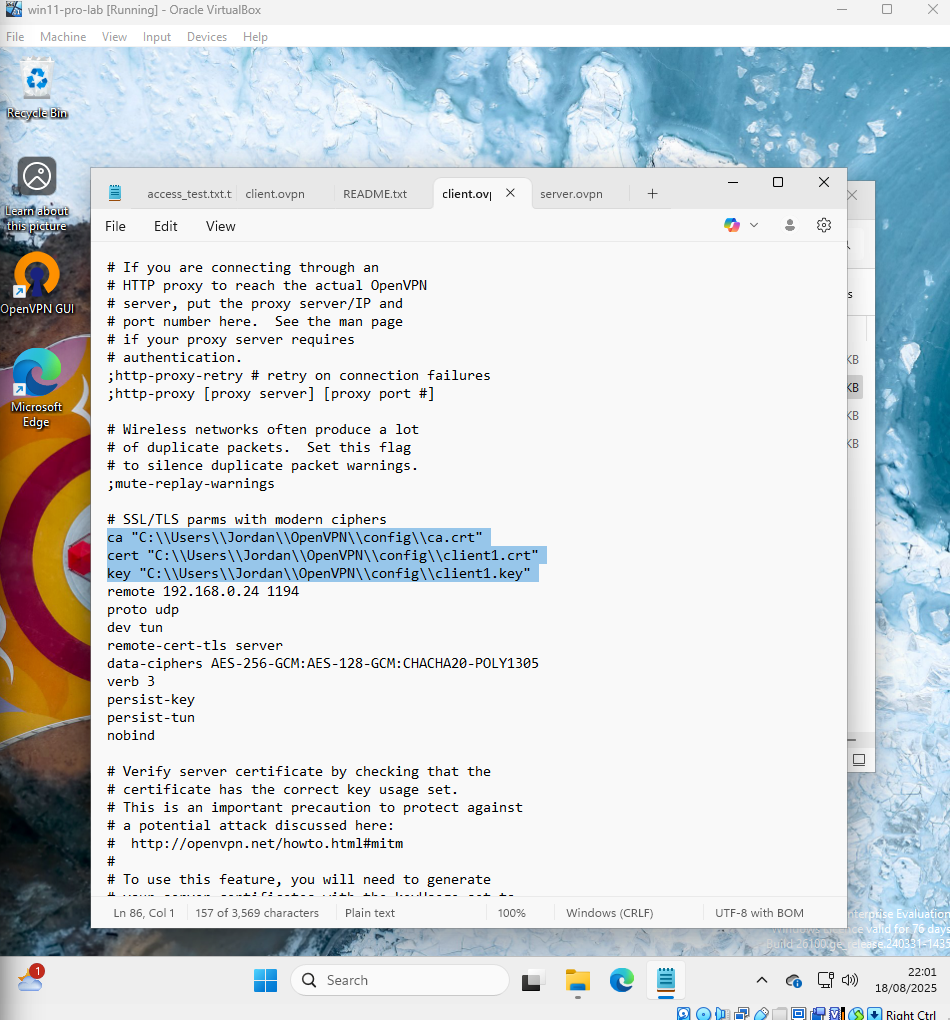 win11-pro-lab [Running] - Oracle VirtualBox
File Machine View Input Devices Help
Recycle Bin
Learn about
this picture
OpenVPN GUI
Microsoft
Edge
access_test.txt.t client.ovpn README.txt client.ov server.ovpn
File Edit View
# If you are connecting through an
# HTTP proxy to reach the actual OpenVPN
# server, put the proxy server/IP and
# port number here.  See the man page
# if your proxy server requires
# authentication.
;http-proxy-retry # retry on connection failures
;http-proxy [proxy server] [proxy port #]
# Wireless networks often produce a lot
# of duplicate packets.  Set this flag
# to silence duplicate packet warnings.
;mute-replay-warnings
# SSL/TLS parms with modern ciphers
ca "C:\\Users\\Jordan\\OpenVPN\\config\\ca.crt"
cert "C:\\Users\\Jordan\\OpenVPN\\config\\client1.crt"
key "C:\\Users\\Jordan\\OpenVPN\\config\\client1.key"
remote 192.168.0.24 1194
proto udp
dev tun
remote-cert-tls server
data-ciphers AES-256-GCM:AES-128-GCM:CHACHA20-POLY1305
verb 3
persist-key
persist-tun
nobind
# Verify server certificate by checking that the
# certificate has the correct key usage set.
# This is an important precaution to protect against
# a potential attack discussed here:
#  http://openvpn.net/howto.html#mitm
#
# To use this feature, you will need to generate
Ln 86, Col 1 157 of 3,569 characters Plain text 100% Windows (CRLF) UTF-8 with BOM
s
KB
KB
KB
KB
Evaluation
valid for 76 days
1
Search
22:01
18/08/2025
Right Ctrl